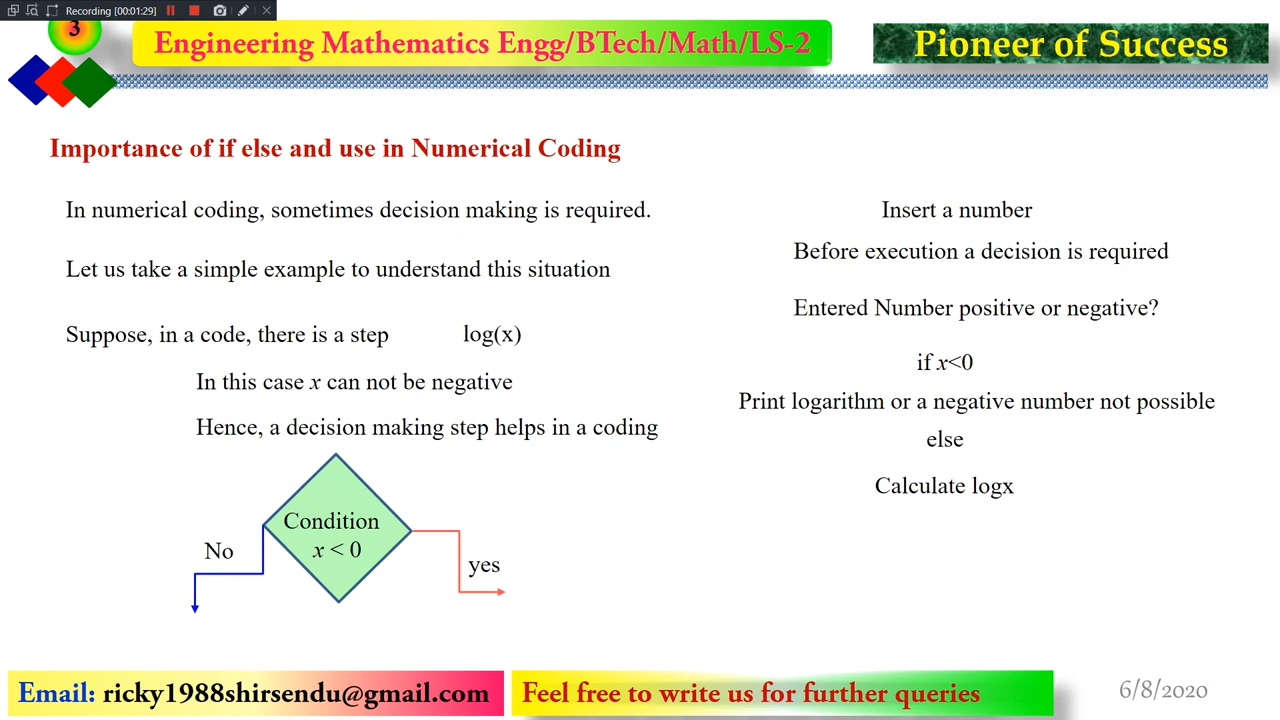 Recording [00:01:29]
3
Engineering Mathematics Engg/BTech/Math/LS-2
Pioneer of Success
Importance of if else and use in Numerical Coding
In numerical coding, sometimes decision making is required.
Let us take a simple example to understand this situation
Suppose, in a code, there is a step log(x)
In this case x can not be negative
Hence, a decision making step helps in a coding
Condition
x < 0
No
yes
Insert a number
Before execution a decision is required
Entered Number positive or negative?
if x<0
Print logarithm or a negative number not possible
else
Calculate logx
Email: ricky1988shirsendu@gmail.com
Feel free to write us for further queries
6/8/2020